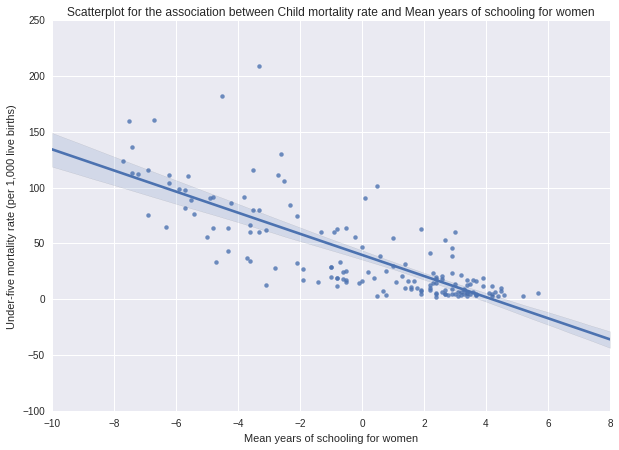 Scatterplot for the association between Child mortality rate and Mean years of schooling for women
250
200
150
100
50
0
−50
−100
Under-five mortality rate (per 1,000 live births)
−10 −8 −6 −4 −2 0 2 4 6 8
Mean years of schooling for women